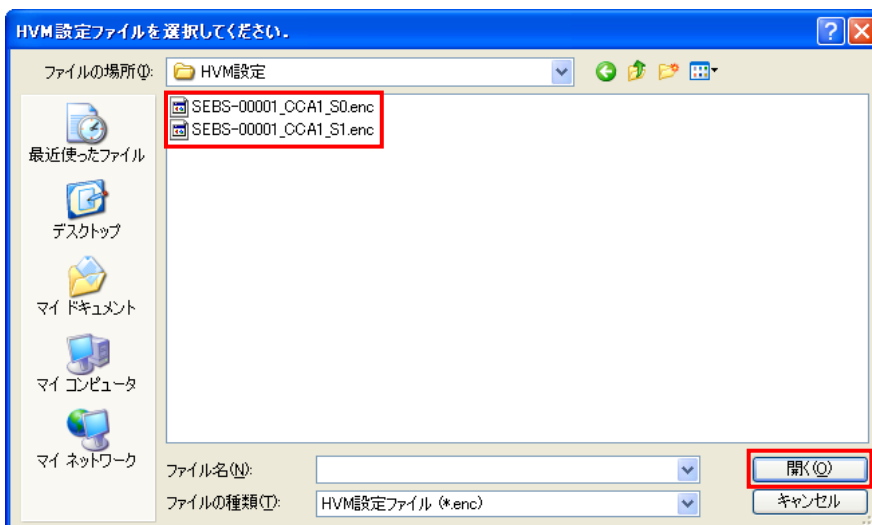 HVM設定ファイルを選択してください.
ファイルの場所(I):
HVM設定
SEBS-00001_CCA1_S0.enc
SEBS-00001_CCA1_S1.enc
最近使ったファイル
デスクトップ
マイ ドキュメント
マイ コンピュータ
マイ ネットワーク
ファイル名(N):
開く(O)
ファイルの種類(T):
HVM設定ファイル (*.enc)
キャンセル